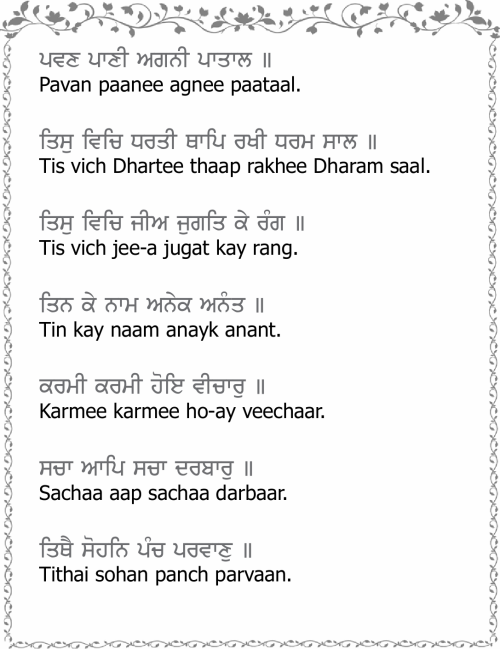 ਪਵਣ ਪਾਣੀ ਅਗਨੀ ਪਾਤਾਲ ॥
Pavan paanee agnee paataal.
ਤਿਸੁ ਵਿਚਿ ਧਰਤੀ ਥਾਪਿ ਰਖੀ ਧਰਮ ਸਾਲ ॥
Tis vich Dhartee thaap rakhee Dharam saal.
ਤਿਸੁ ਵਿਚਿ ਜੀਅ ਜੁਗਤਿ ਕੇ ਰੰਗ ॥
Tis vich jee-a jugat kay rang.
ਤਿਨ ਕੇ ਨਾਮ ਅਨੇਕ ਅਨੰਤ ॥
Tin kay naam anayk anant.
ਕਰਮੀ ਕਰਮੀ ਹੋਇ ਵੀਚਾਰੁ ॥
Karmee karmee ho-ay veechaar.
ਸਚਾ ਆਪਿ ਸਚਾ ਦਰਬਾਰੁ ॥
Sachaa aap sachaa darbaar.
ਤਿਥੈ ਸੋਹਨਿ ਪੰਚ ਪਰਵਾਣੁ ॥
Tithai sohan panch parvaan.